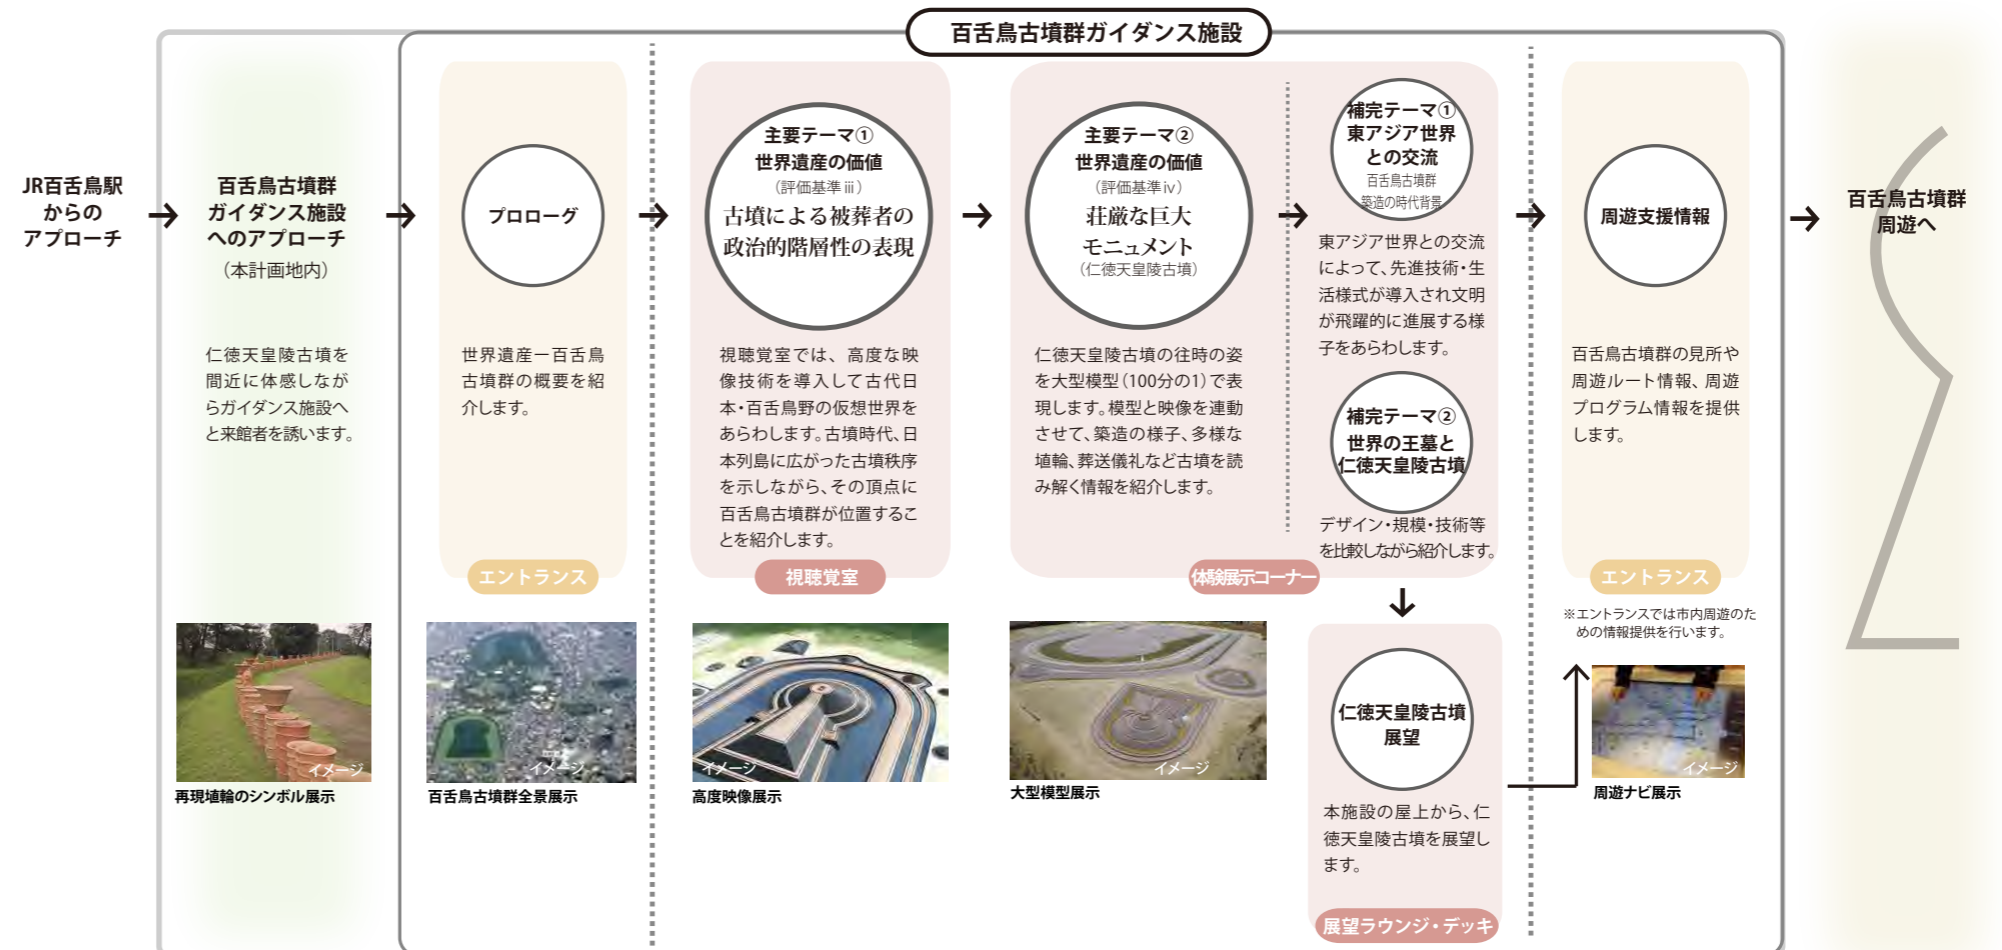 百舌鳥古墳群ガイダンス施設
JR百舌鳥駅
からの
アプローチ
百舌鳥古墳群
ガイダンス施設
へのアプローチ
（本計画地内）
仁徳天皇陵古墳を
間近に体感しなが
らガイダンス施設へ
と来館者を誘います。
イメージ
再現埴輪のシンボル展示
プロローグ
世界遺産ー百舌鳥
古墳群の概要を紹
介します。
エントランス
イメージ
百舌鳥古墳群全景展示
主要テーマ①
世界遺産の価値
（評価基準ⅲ）
古墳による被葬者の
政治的階層性の表現
視聴覚室では、高度な映
像技術を導入して古代日
本・百舌鳥野の仮想世界を
あらわします。古墳時代、日
本列島に広がった古墳秩序
を示しながら、その頂点に
百舌鳥古墳群が位置するこ
とを紹介します。
視聴覚室
イメージ
高度映像展示
主要テーマ②
世界遺産の価値
（評価基準ⅳ）
荘厳な巨大
モニュメント
（仁徳天皇陵古墳）
仁徳天皇陵古墳の往時の姿
を大型模型（100分の1）で表
現します。模型と映像を連動
させて、築造の様子、多様な
埴輪、葬送儀礼など古墳を読
み解く情報を紹介します。
体験展示コーナー
イメージ
大型模型展示
補完テーマ①
東アジア世界
との交流
百舌鳥古墳群
築造の時代背景
東アジア世界との交流
によって、先進技術・生
活様式が導入され文明
が飛躍的に進展する様
子をあらわします。
補完テーマ②
世界の王墓と
仁徳天皇陵古墳
デザイン・規模・技術等
を比較しながら紹介します。
仁徳天皇陵古墳
展望
本施設の屋上から、仁
徳天皇陵古墳を展望し
ます。
展望ラウンジ・デッキ
周遊支援情報
百舌鳥古墳群の見所や
周遊ルート情報、周遊
プログラム情報を提供
します。
エントランス
※エントランスでは市内周遊のた
めの情報提供を行います。
イメージ
周遊ナビ展示
百舌鳥古墳群
周遊へ